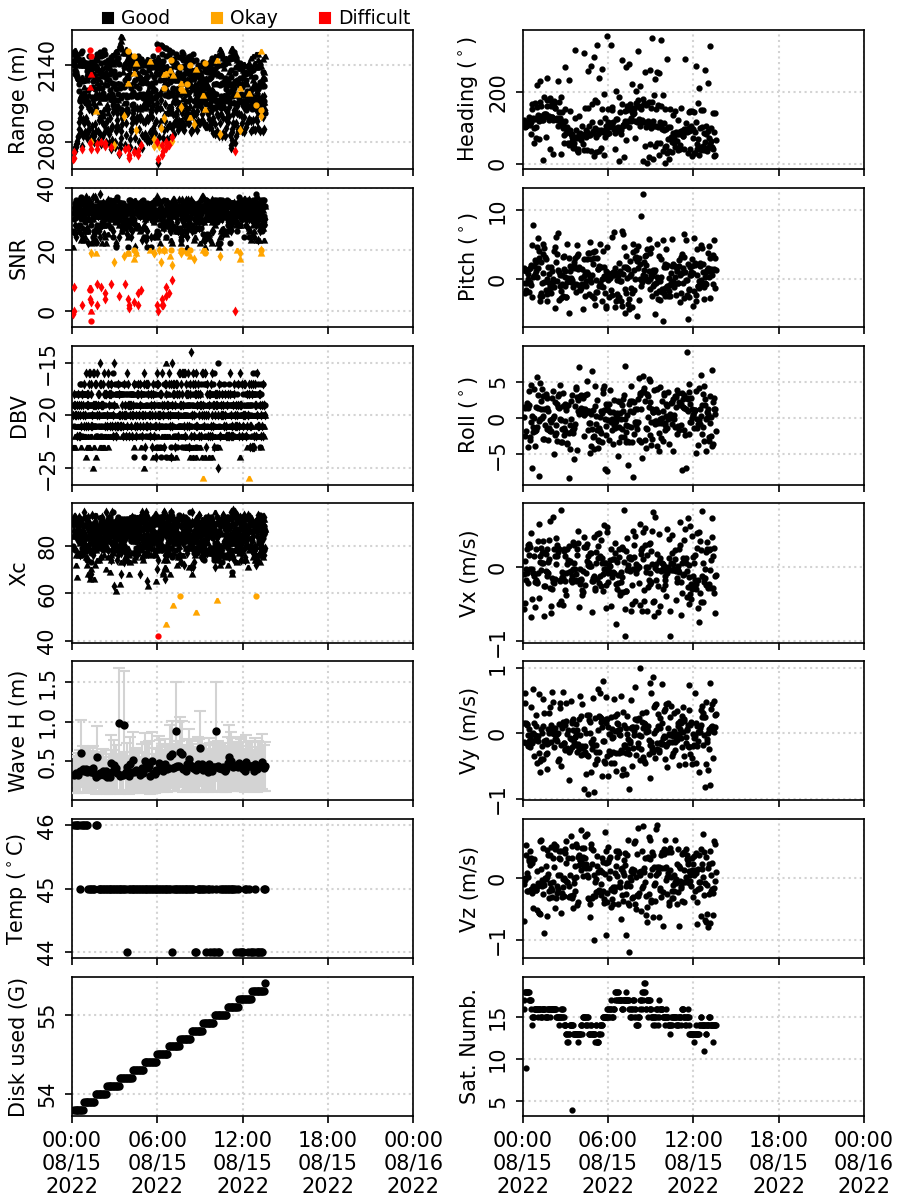 Good Okay Difficult
Range (m)
2140
2080
Heading (°)
200
0
SNR
40
20
0
Pitch (°)
10
0
DBV
−15
−20
−25
Roll (°)
5
0
−5
Xc
80
60
40
Vx (m/s)
0
−1
Wave H (m)
1.5
1.0
0.5
Vy (m/s)
1
0
−1
Temp (°C)
46
45
44
Vz (m/s)
0
−1
Disk used (G)
55
54
Sat. Numb.
15
10
5
00:00 06:00 12:00 18:00 00:00
08/15 08/15 08/15 08/15 08/16
2022 2022 2022 2022 2022
00:00 06:00 12:00 18:00 00:00
08/15 08/15 08/15 08/15 08/16
2022 2022 2022 2022 2022